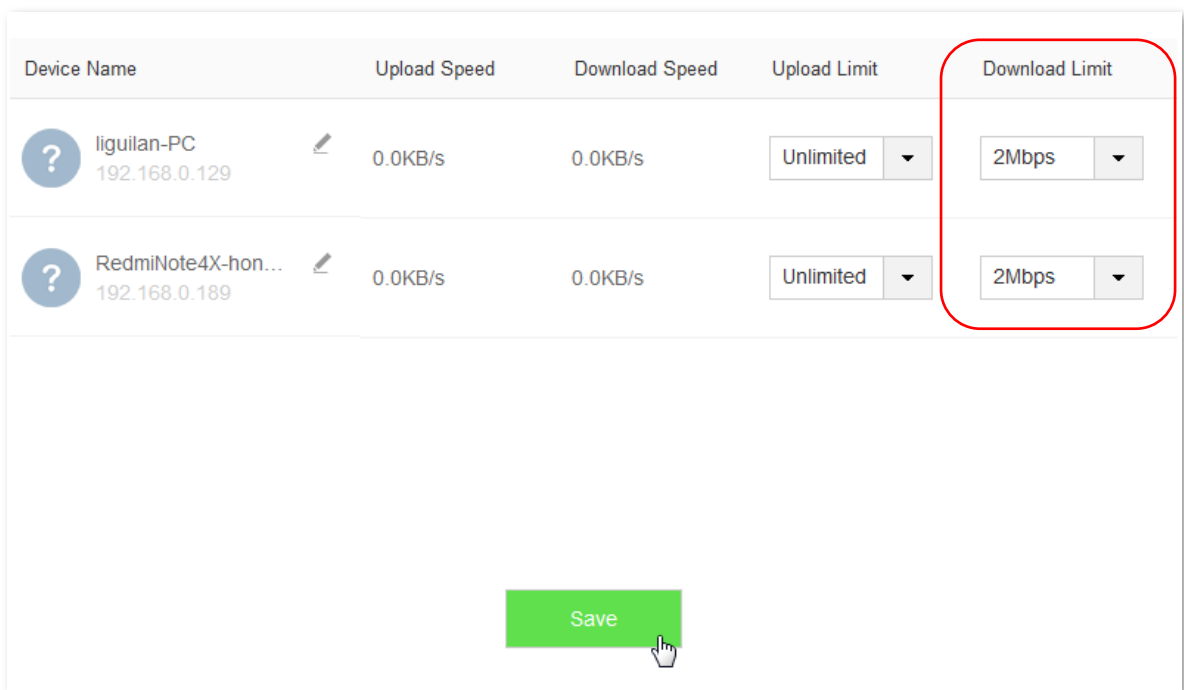 Device Name Upload Speed Download Speed Upload Limit Download Limit
? liguilan-PC 0.0KB/s 0.0KB/s Unlimited 2Mbps
192.168.0.129
? RedmiNote4X-hon... 0.0KB/s 0.0KB/s Unlimited 2Mbps
192.168.0.189
Save